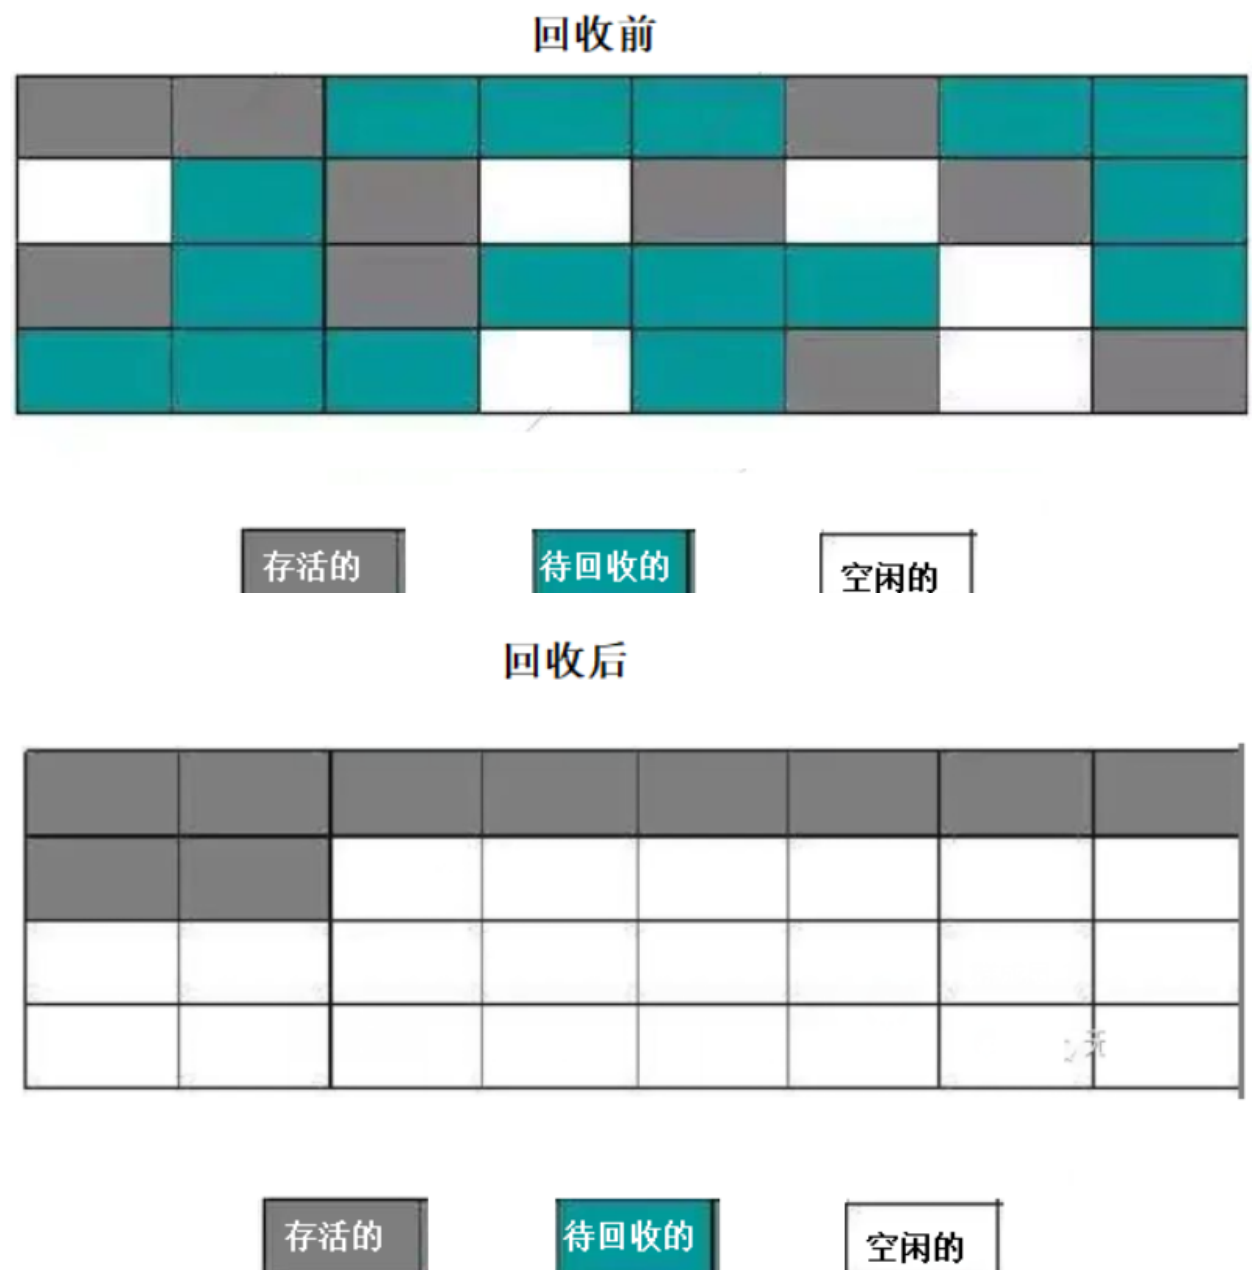 回收前
存活的 待回收的 空闲的
回收后
存活的 待回收的 空闲的